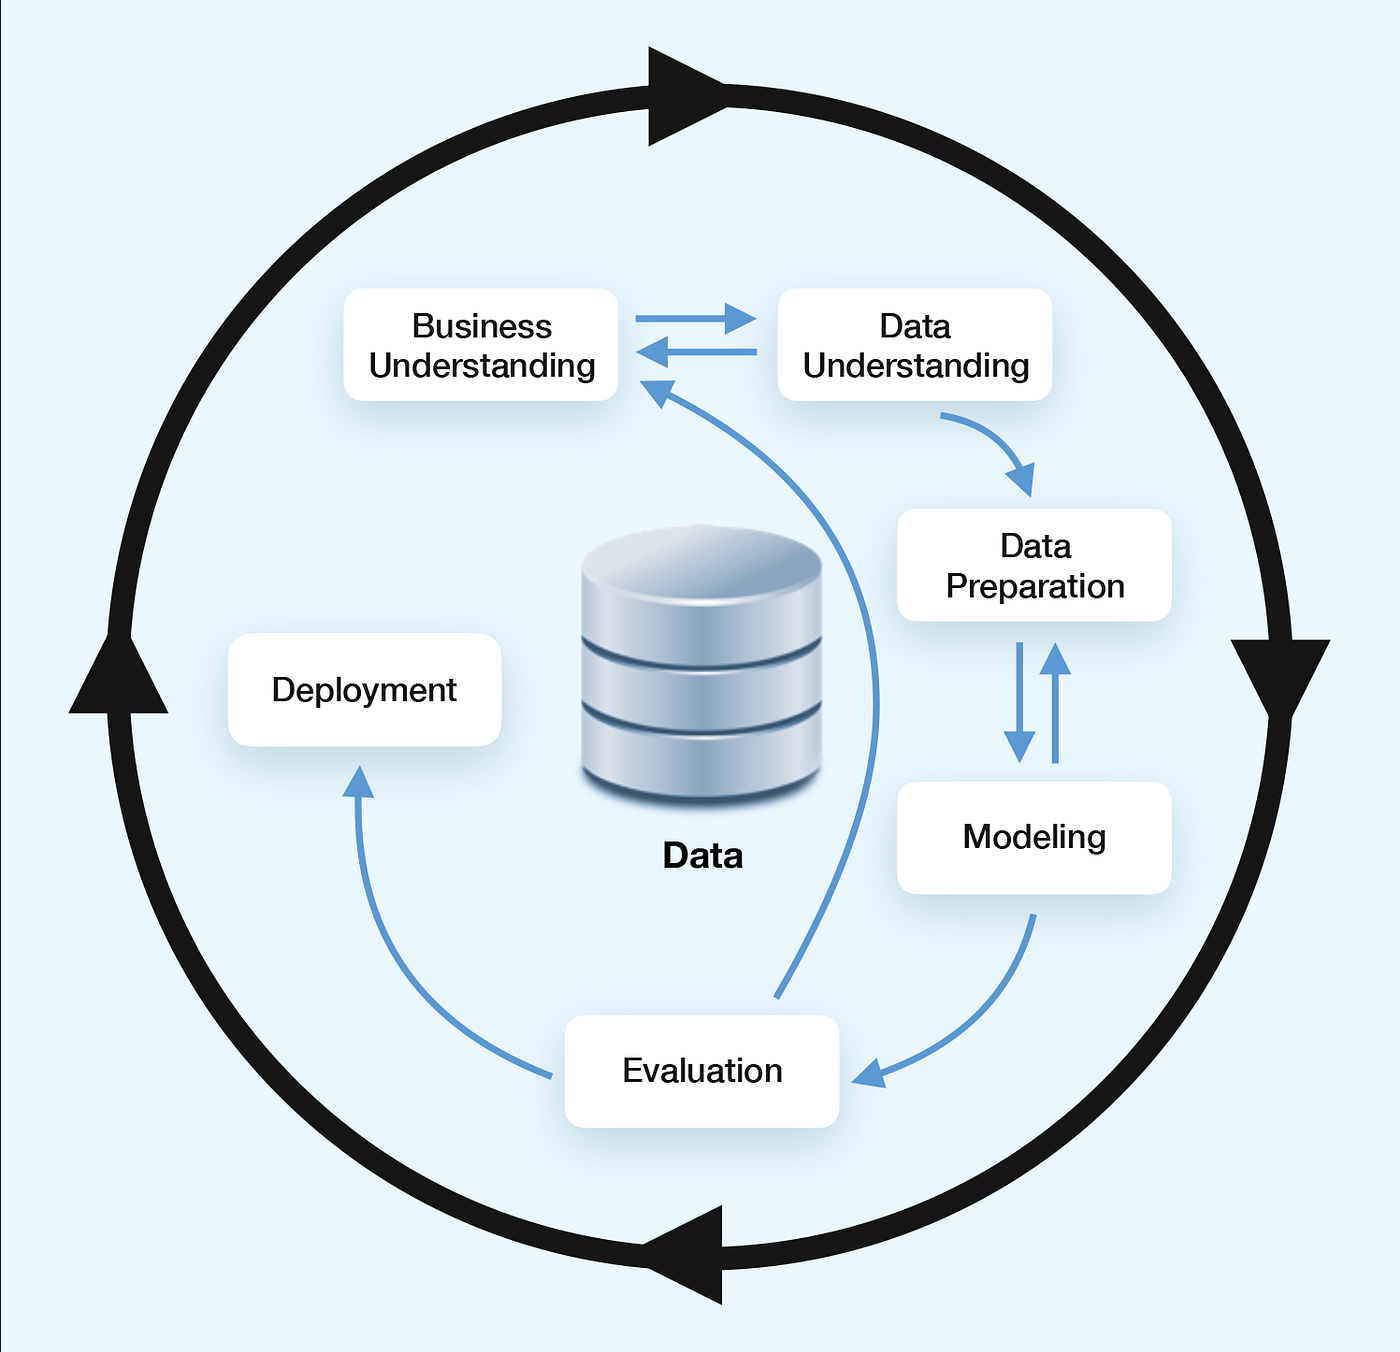 Business
Understanding
Data
Understanding
Data
Preparation
Deployment
Modeling
Data
Evaluation